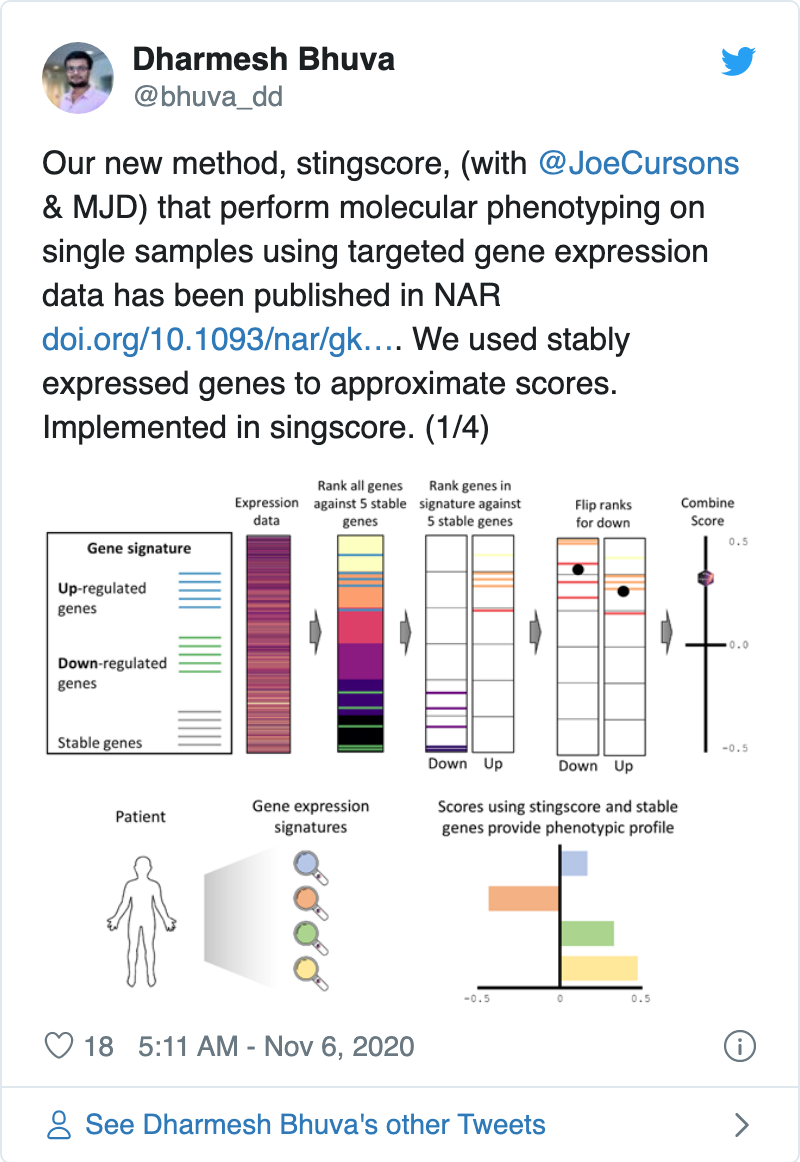 Dharmesh Bhuva
@bhuva_dd
Our new method, stingscore, (with @JoeCursons
& MJD) that perform molecular phenotyping on
single samples using targeted gene expression
data has been published in NAR
doi.org/10.1093/nar/gk…. We used stably
expressed genes to approximate scores.
Implemented in singscore. (1/4)
Gene signature
Up-regulated
genes
Down-regulated
genes
Stable genes
Expression
data
Rank all genes
against 5 stable
genes
Rank genes in
signature against
5 stable genes
Down Up
Flip ranks
for down
Down Up
Combine
Score
0.5
0.0
-0.5
Patient
Gene expression
signatures
Scores using stingscore and stable
genes provide phenotypic profile
-0.5 0 0.5
18 5:11 AM - Nov 6, 2020
See Dharmesh Bhuva's other Tweets